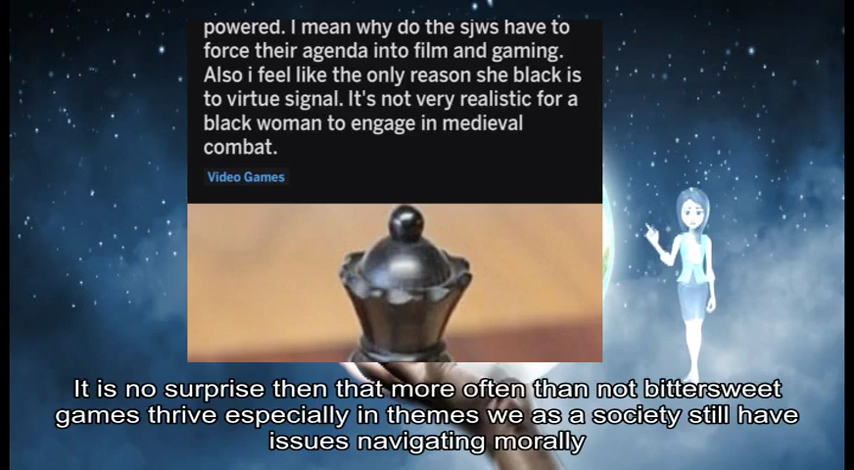 powered. I mean why do the sjws have to
force their agenda into film and gaming.
Also i feel like the only reason she black is
to virtue signal. It's not very realistic for a
black woman to engage in medieval
combat.
Video Games
It is no surprise then that more often than not bittersweet
games thrive especially in themes we as a society still have
issues navigating morally